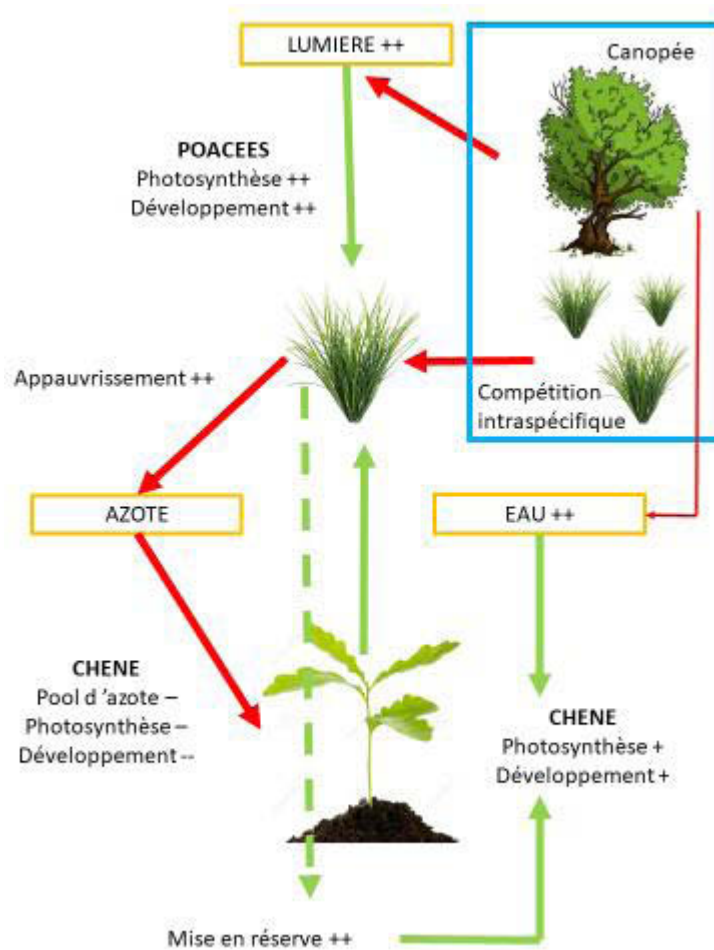 LUMIERE ++
Canopée
POACEES
Photosynthèse ++
Développement ++
Appauvrissement ++
Compétition
intraspécifique
AZOTE
EAU ++
CHENE
Pool d ’azote –
Photosynthèse –
Développement --
CHENE
Photosynthèse +
Développement +
Mise en réserve ++